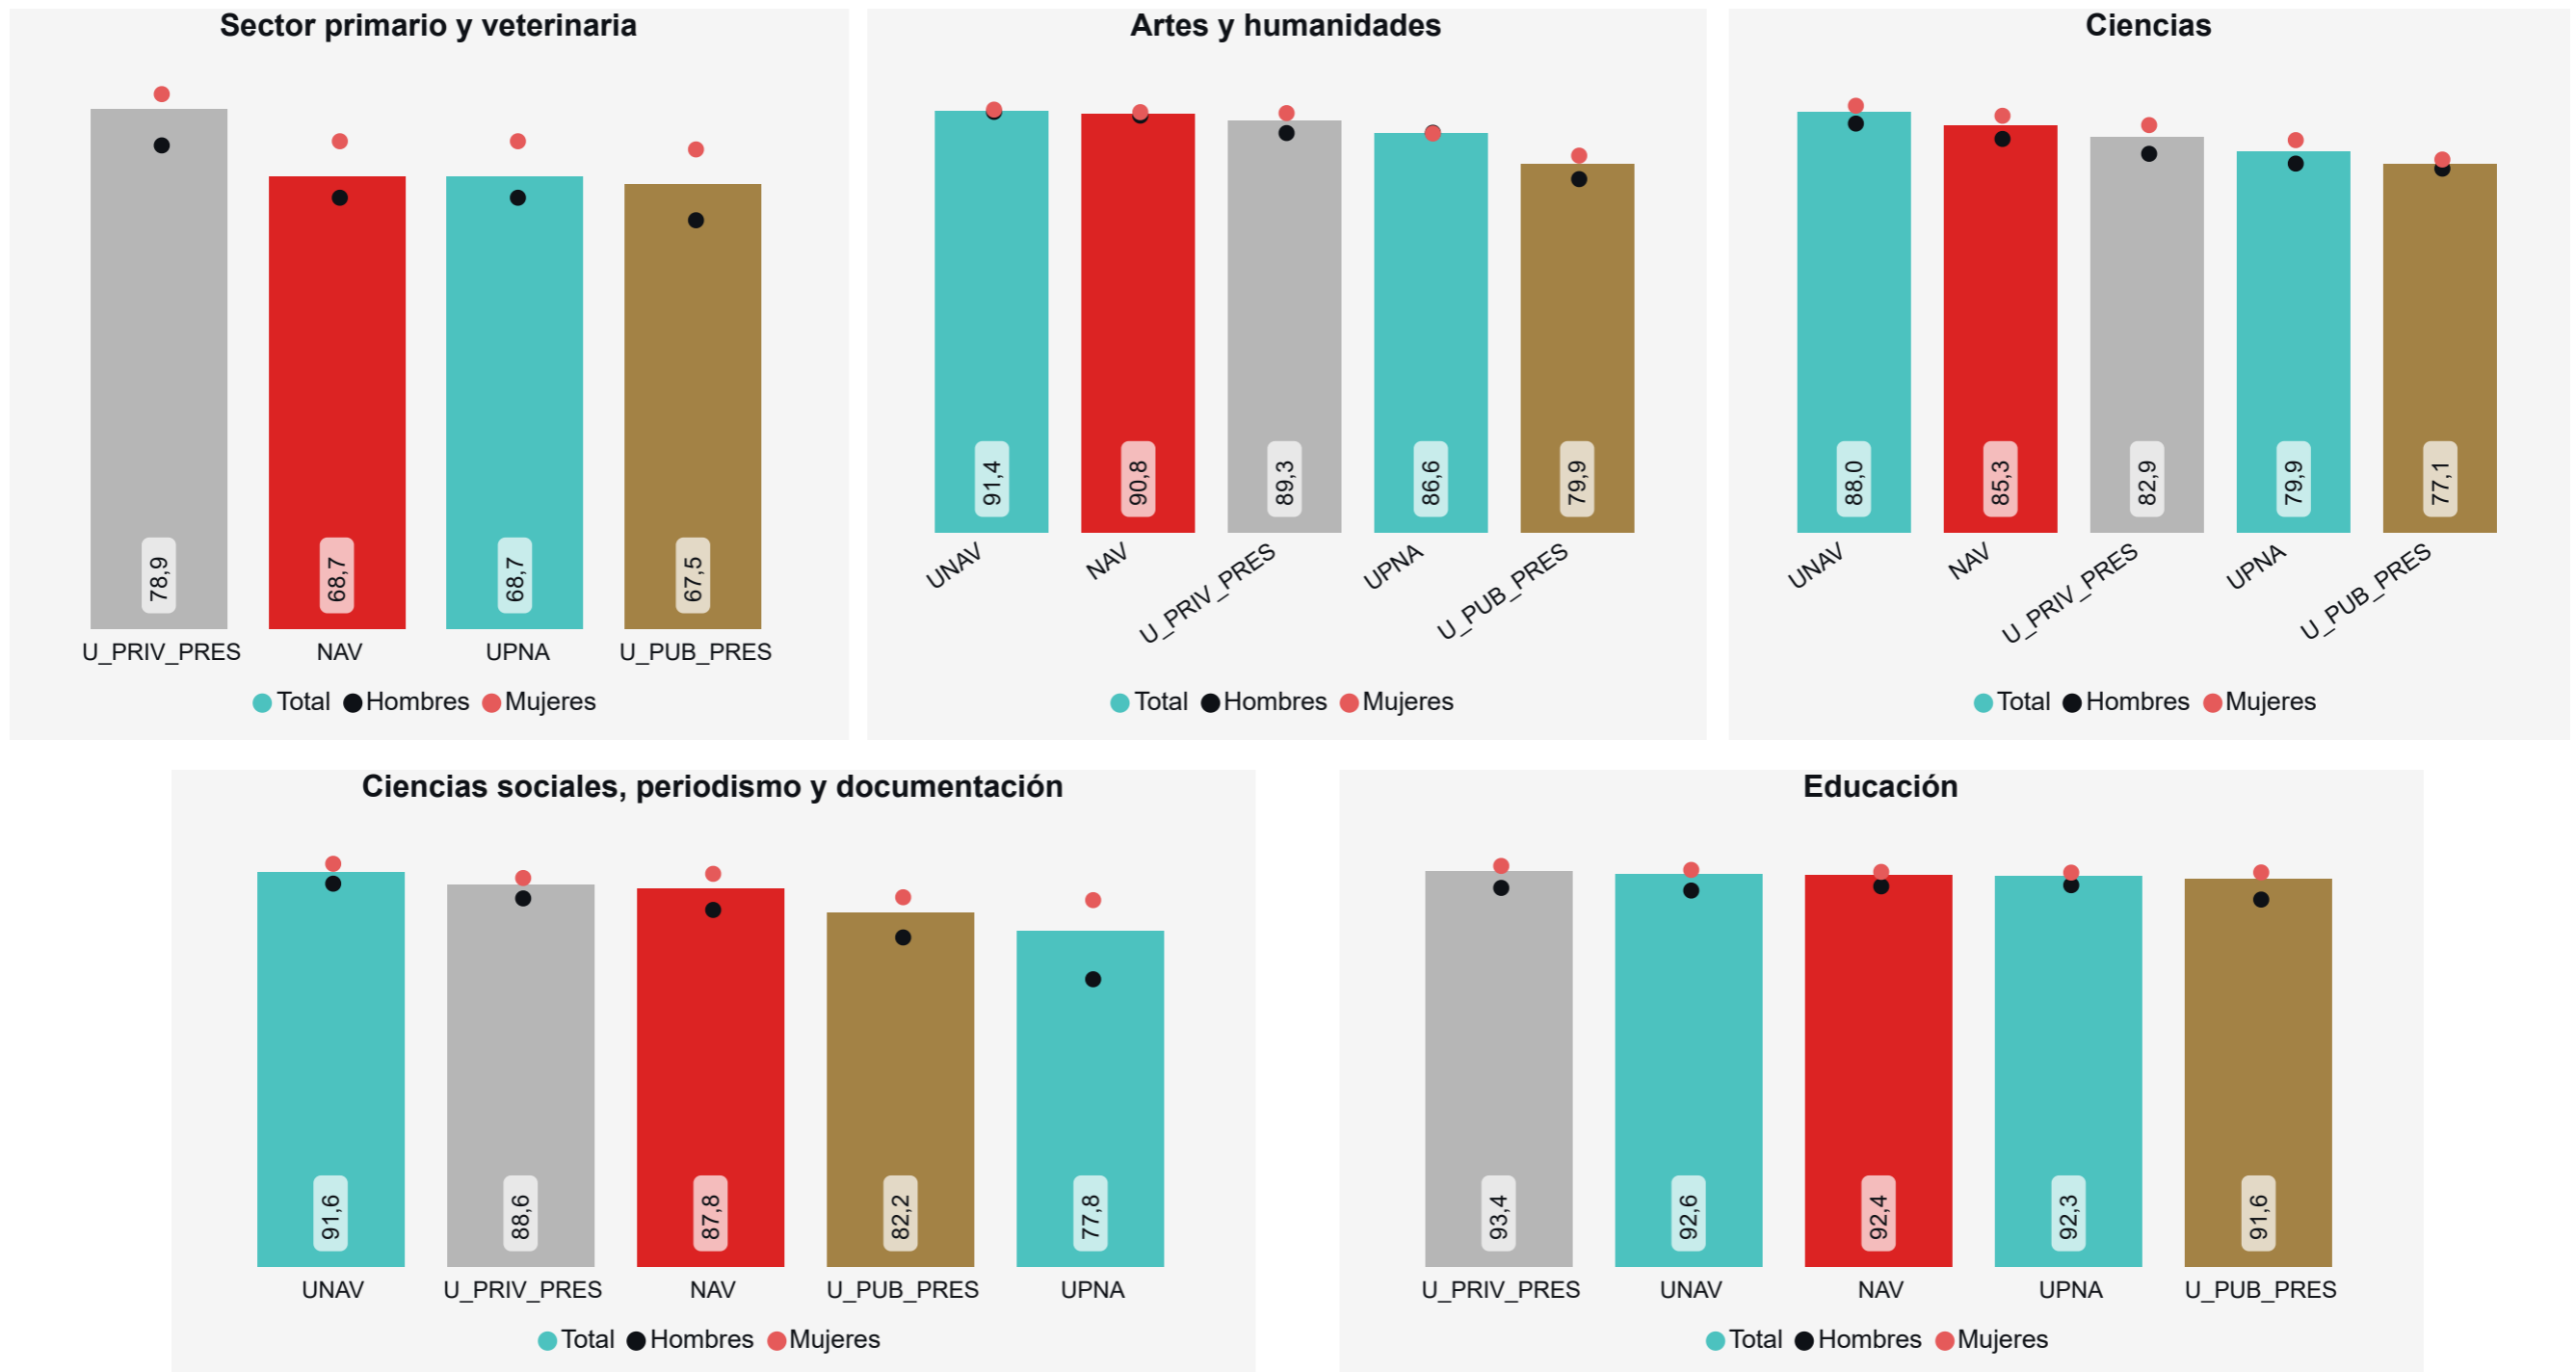 Sector primario y veterinaria
78,9
68,7
68,7
67,5
U_PRIV_PRES
NAV
UPNA
U_PUB_PRES
Total
Hombres
Mujeres
Artes y humanidades
91,4
90,8
89,3
86,6
79,9
UNAV
NAV
U_PRIV_PRES
UPNA
U_PUB_PRES
Total
Hombres
Mujeres
Ciencias
88,0
85,3
82,9
79,9
77,1
UNAV
NAV
U_PRIV_PRES
UPNA
U_PUB_PRES
Total
Hombres
Mujeres
Ciencias sociales, periodismo y documentación
91,6
88,6
87,8
82,2
77,8
UNAV
U_PRIV_PRES
NAV
U_PUB_PRES
UPNA
Total
Hombres
Mujeres
Educación
93,4
92,6
92,4
92,3
91,6
U_PRIV_PRES
UNAV
NAV
UPNA
U_PUB_PRES
Total
Hombres
Mujeres